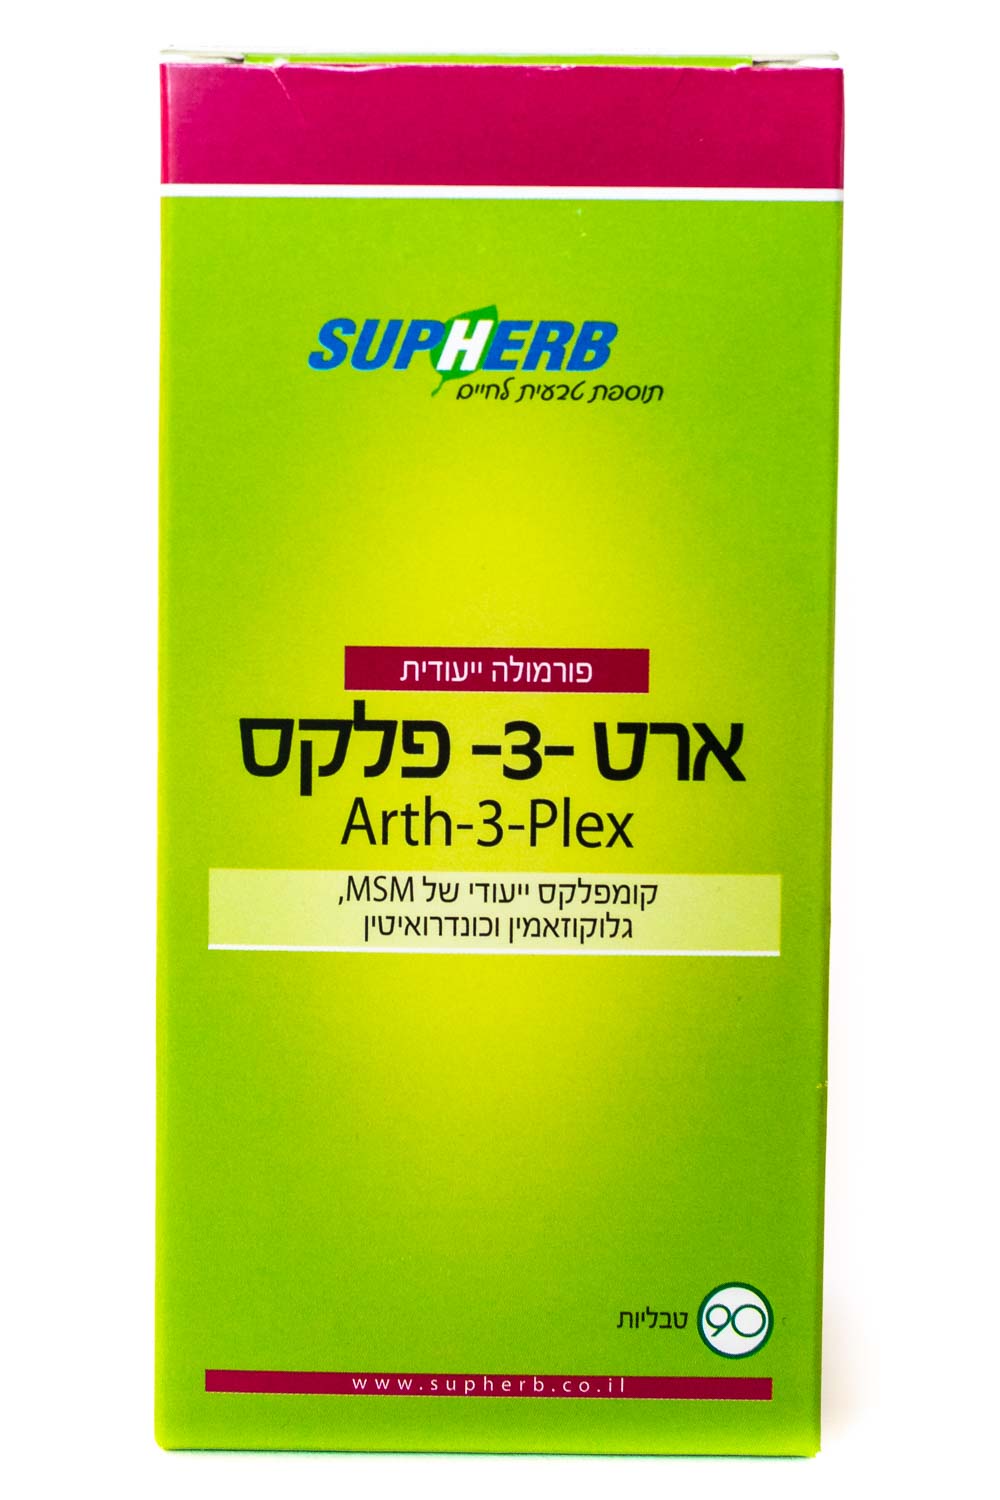 SUPHERB
תוספת טבעית לחיים
פורמולה ייעודית
ארט -3- פלקס
Arth-3-Plex
קומפלקס ייעודי של MSM,
גלוקוזאמין וכונדרואיטין
90 טבליות
www.supherb.co.il